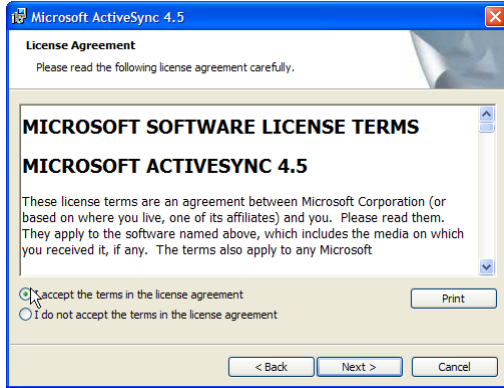 Microsoft ActiveSync 4.5
License Agreement
Please read the following license agreement carefully.
MICROSOFT SOFTWARE LICENSE TERMS
MICROSOFT ACTIVESYNC 4.5
These license terms are an agreement between Microsoft Corporation (or
based on where you live, one of its affiliates) and you.  Please read them.
They apply to the software named above, which includes the media on which
you received it, if any.  The terms also apply to any Microsoft
I accept the terms in the license agreement
Print
I do not accept the terms in the license agreement
< Back
Next >
Cancel